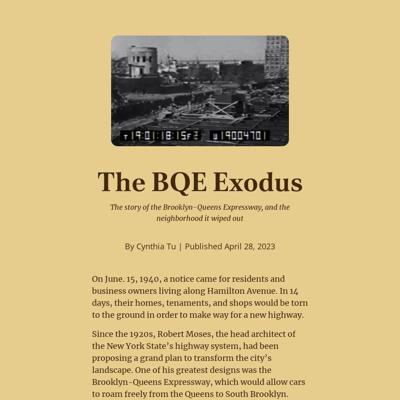 T19:01:18:15F2 W19004701
The BQE Exodus
The story of the Brooklyn-Queens Expressway, and the
neighborhood it wiped out
By Cynthia Tu | Published April 28, 2023
On June. 15, 1940, a notice came for residents and
business owners living along Hamilton Avenue. In 14
days, their homes, tenaments, and shops would be torn
to the ground in order to make way for a new highway.
Since the 1920s, Robert Moses, the head architect of
the New York State's highway system, had been
proposing a grand plan to transform the city's
landscape. One of his greatest designs was the
Brooklyn-Queens Expressway, which would allow cars
to roam freely from the Queens to South Brooklyn.